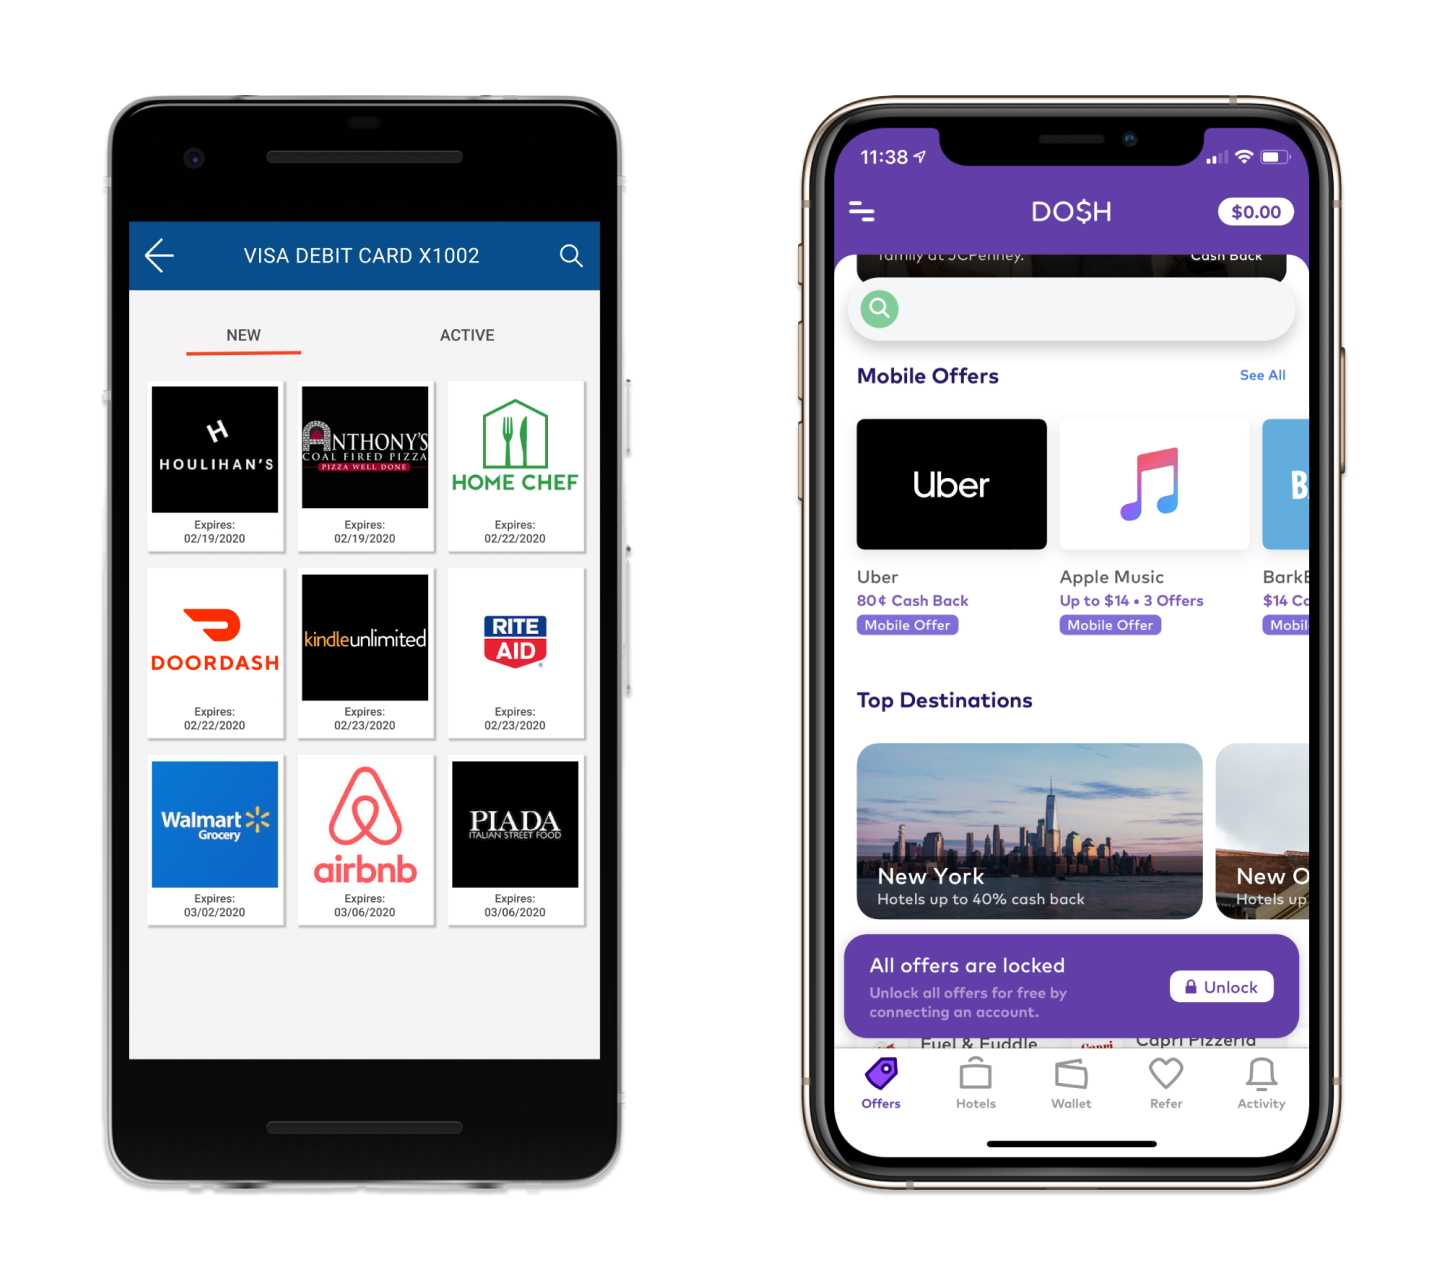 VISA DEBIT CARD X1002
NEW
ACTIVE
H
HOULIHAN'S
Expires:
02/19/2020
ANTHONY'S
COAL FIRED PIZZA
PIZZA WELL DONE
Expires:
02/19/2020
HOME CHEF
Expires:
02/22/2020
DOORDASH
Expires:
02/22/2020
kindleunlimited
Expires:
02/23/2020
RITE
AID
Expires:
02/23/2020
Walmart
Grocery
Expires:
03/02/2020
airbnb
Expires:
03/06/2020
PIADA
ITALIAN STREET FOOD
Expires:
03/06/2020
11:38
DO$H
$0.00
family at JCPenney.
Cash Back
Mobile Offers
See All
Uber
B
Uber
80¢ Cash Back
Mobile Offer
Apple Music
Up to $14 • 3 Offers
Mobile Offer
Bark
$14 C
Mobil
Top Destinations
New York
Hotels up to 40% cash back
New O
Hotels up
All offers are locked
Unlock all offers for free by
connecting an account.
Unlock
Fuel & Fuddle
Capri
Capri Pizzeria
Offers
Hotels
Wallet
Refer
Activity